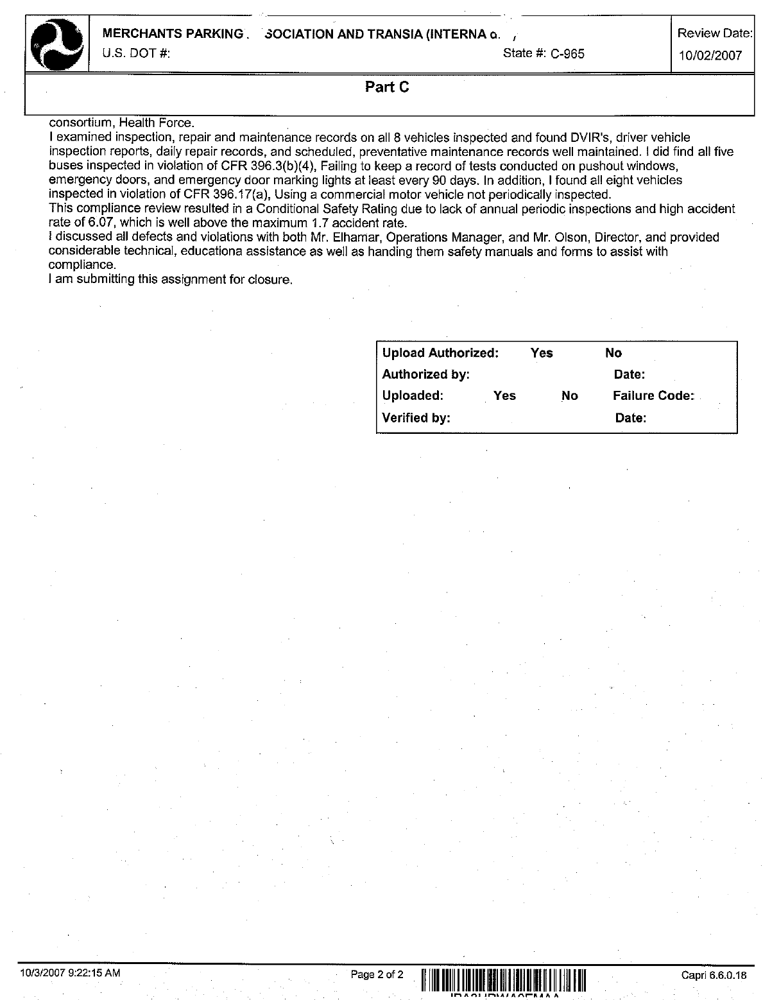 MERCHANTS PARKING . SOCIATION AND TRANSIA (INTERNA
Review Date:
U.S. DOT #:
State #: C-965
10/02/2007
Part C
consortium, Health Force.
I examined inspection, repair and maintenance records on all 8 vehicles inspected and found DVIR's, driver vehicle
inspection reports, daily repair records, and scheduled, preventative maintenance records well maintained. I did find all five
buses inspected in violation of CFR 396.3(b)(4), Failing to keep a record of tests conducted on pushout windows,
emergency doors, and emergency door marking lights at least every 90 days. In addition, I found all eight vehicles
inspected in violation of CFR 396.17(a), Using a commercial motor vehicle not periodically inspected.
This compliance review resulted in a Conditional Safety Rating due to lack of annual periodic inspections and high accident
rate of 6.07, which is well above the maximum 1.7 accident rate.
I discussed all defects and violations with both Mr. Elhamar, Operations Manager, and Mr. Olson, Director, and provided
considerable technical, educationa assistance as well as handing them safety manuals and forms to assist with
compliance.
I am submitting this assignment for closure.
Upload Authorized: Yes No
Authorized by: Date:
Uploaded: Yes No Failure Code:
Verified by: Date:
10/3/2007 9:22:15 AM
Page 2 of 2
Capri 6.6.0.18